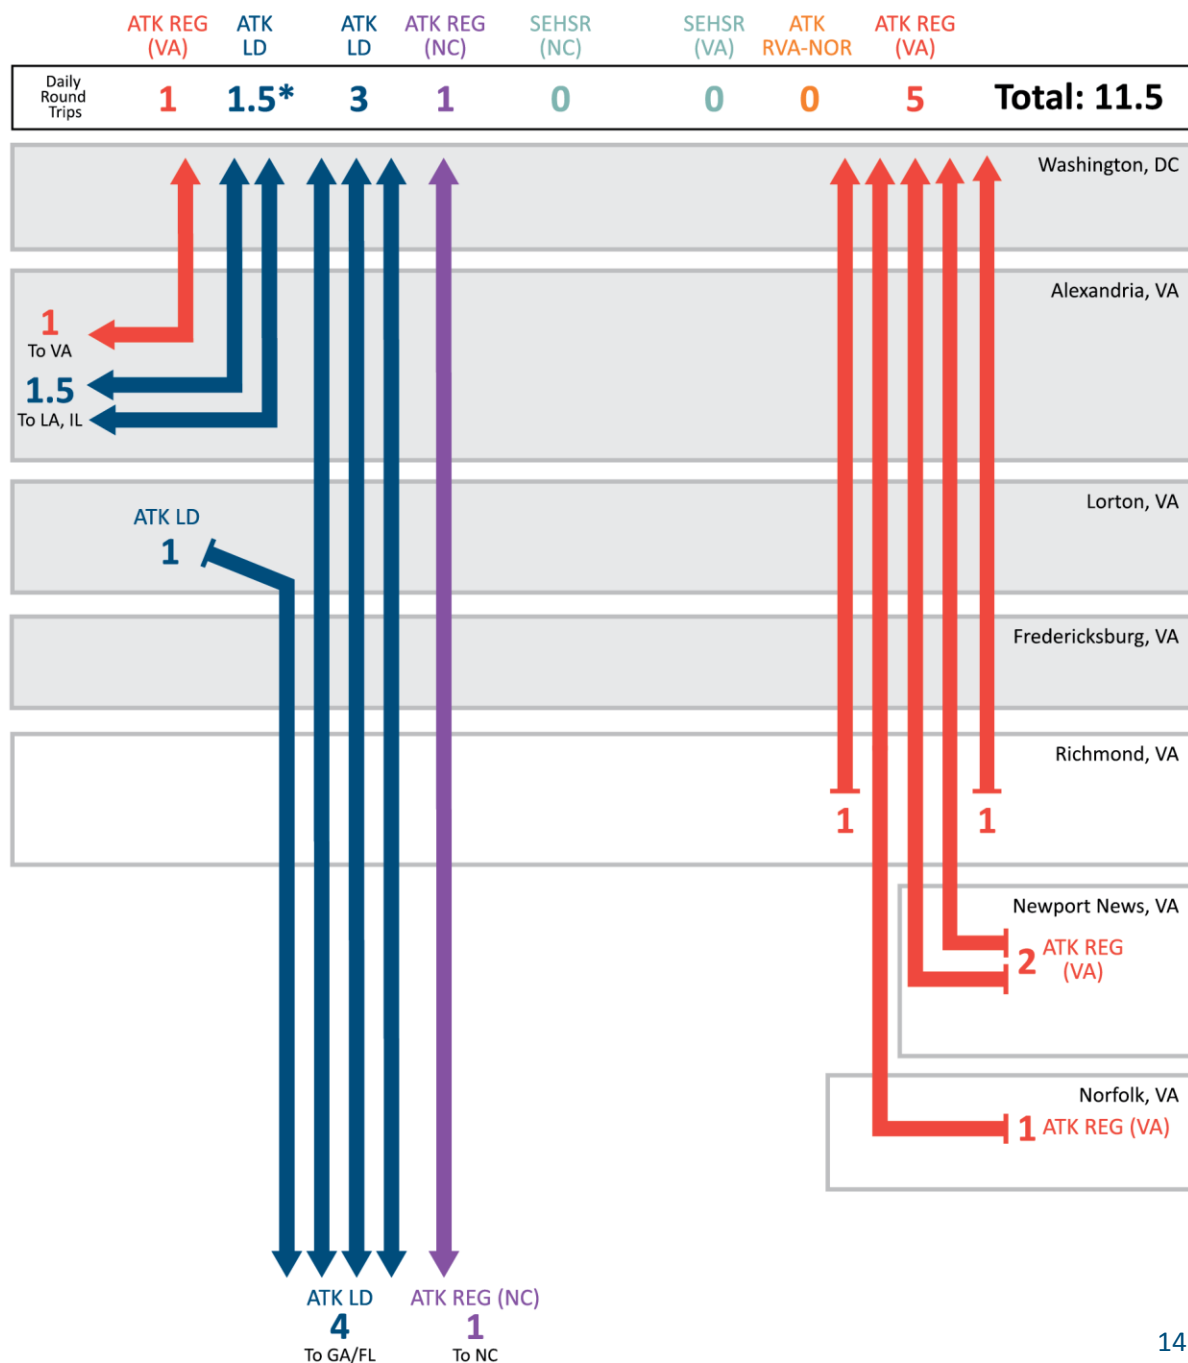 ATK REG
(VA)
ATK
LD
ATK
LD
ATK REG
(NC)
SEHSR
(NC)
SEHSR
(VA)
ATK
RVA-NOR
ATK REG
(VA)
Daily
Round
Trips
1
1.5*
3
1
0
0
0
5
Total: 11.5
Washington, DC
Alexandria, VA
1
To VA
1.5
To LA, IL
Lorton, VA
ATK LD
1
Fredericksburg, VA
Richmond, VA
1
1
Newport News, VA
2
ATK REG
(VA)
Norfolk, VA
1 ATK REG (VA)
ATK LD
4
To GA/FL
ATK REG (NC)
1
To NC
14